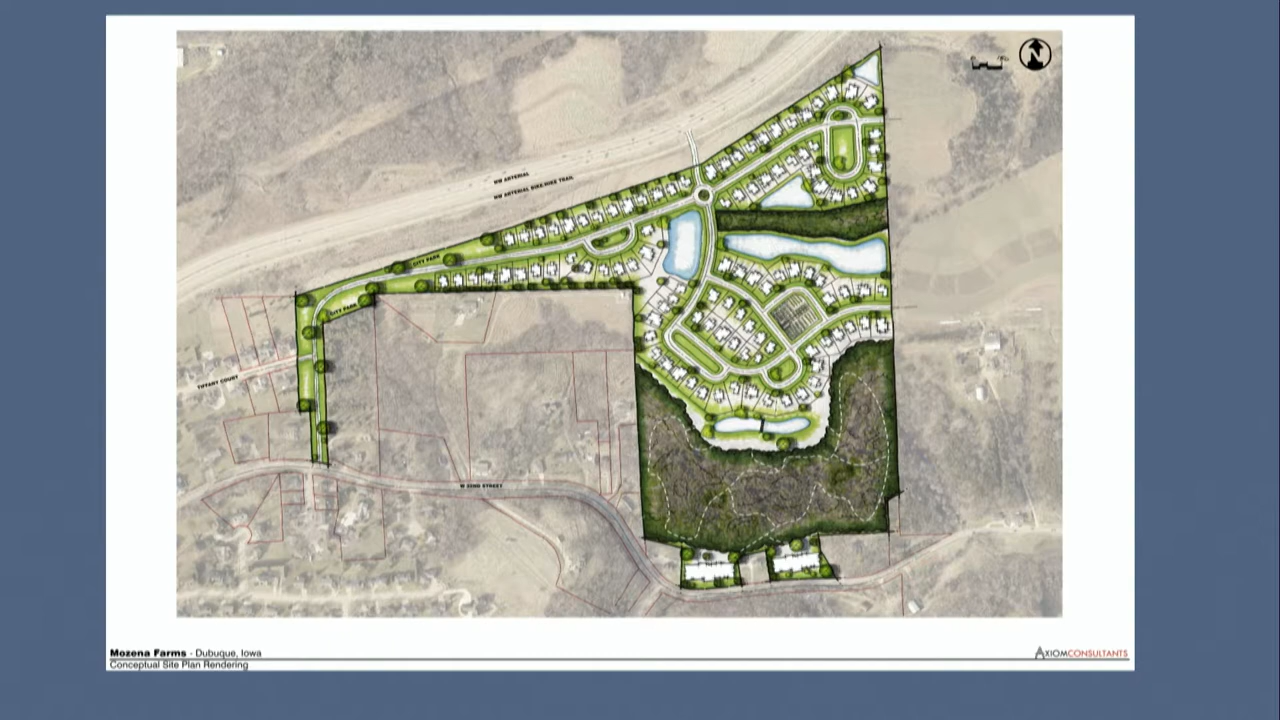 N
NW ARTERIAL
NW ARTERIAL BIKE/HIKE TRAIL
CITY PARK
CITY PARK
TIFFANY COURT
W 32ND STREET
Mozena Farms - Dubuque, Iowa
Conceptual Site Plan Rendering
AXIOMCONSULTANTS